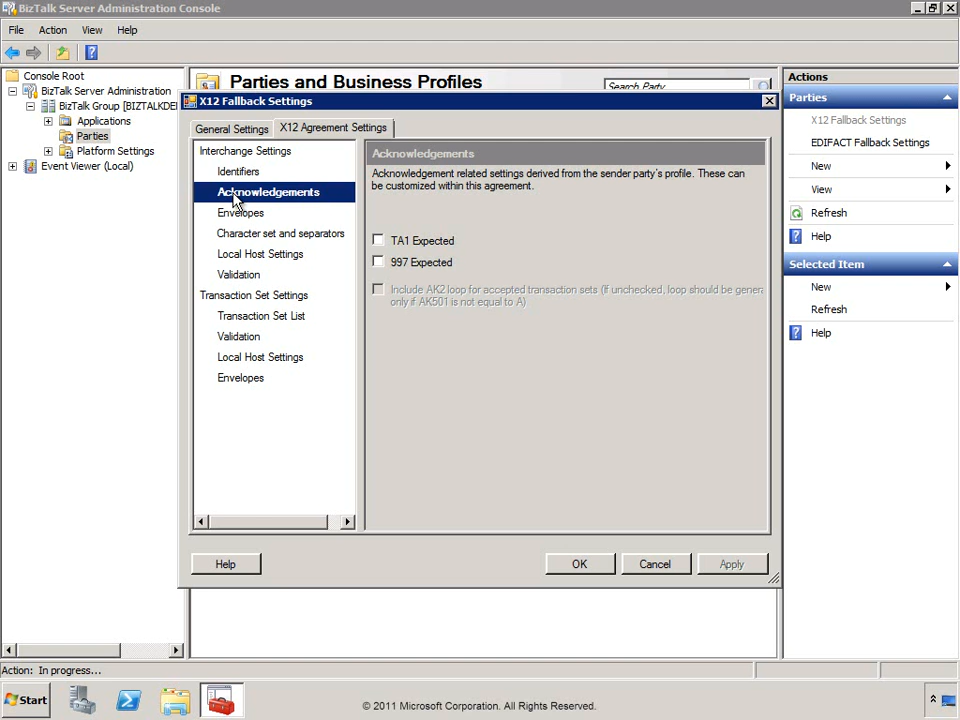 BizTalk Server Administration Console
File Action View Help
Console Root
BizTalk Server Administration
BizTalk Group [BIZTALKDE
Applications
Parties
Platform Settings
Event Viewer (Local)
Parties and Business Profiles
Search Party
X12 Fallback Settings
General Settings
X12 Agreement Settings
Interchange Settings
Identifiers
Acknowledgements
Envelopes
Character set and separators
Local Host Settings
Validation
Transaction Set Settings
Transaction Set List
Validation
Local Host Settings
Envelopes
Acknowledgements
Acknowledgement related settings derived from the sender party's profile. These can
be customized within this agreement.
TA1 Expected
997 Expected
Include AK2 loop for accepted transaction sets (If unchecked, loop should be gener
only if AK501 is not equal to A)
Help
OK
Cancel
Apply
Actions
Parties
X12 Fallback Settings
EDIFACT Fallback Settings
New
View
Refresh
Help
Selected Item
New
Refresh
Help
Action: In progress...
Start
© 2011 Microsoft Corporation. All Rights Reserved.